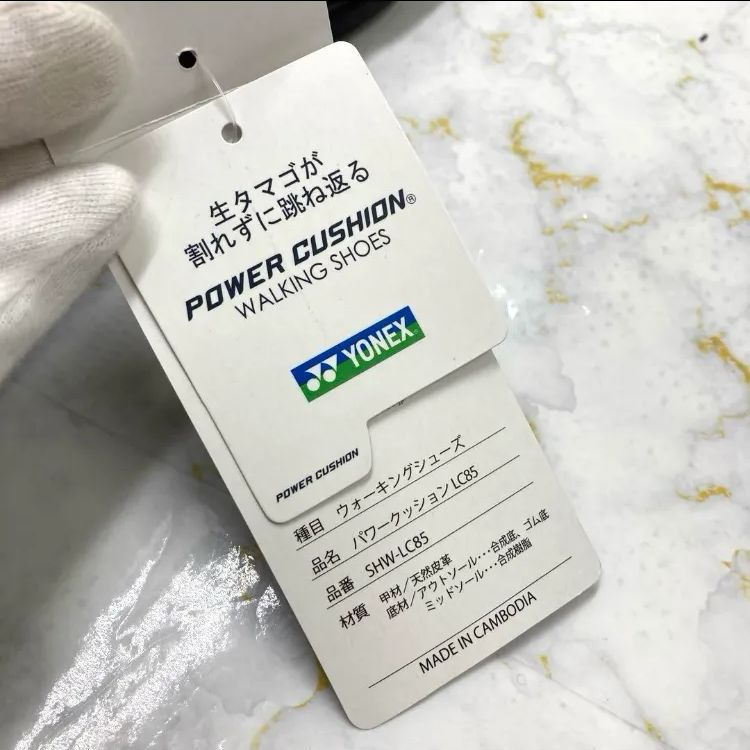 生タマゴが
割れずに跳ね返る
POWER CUSHION®
WALKING SHOES
YONEX
POWER CUSHION
種目 ウォーキングシューズ
品名 パワークッションLC85
品番 SHW-LC85
材質 甲材/天然皮革
底材/アウトソール・・・合成底、ゴム底
ミッドソール・・・合成樹脂
MADE IN CAMBODIA